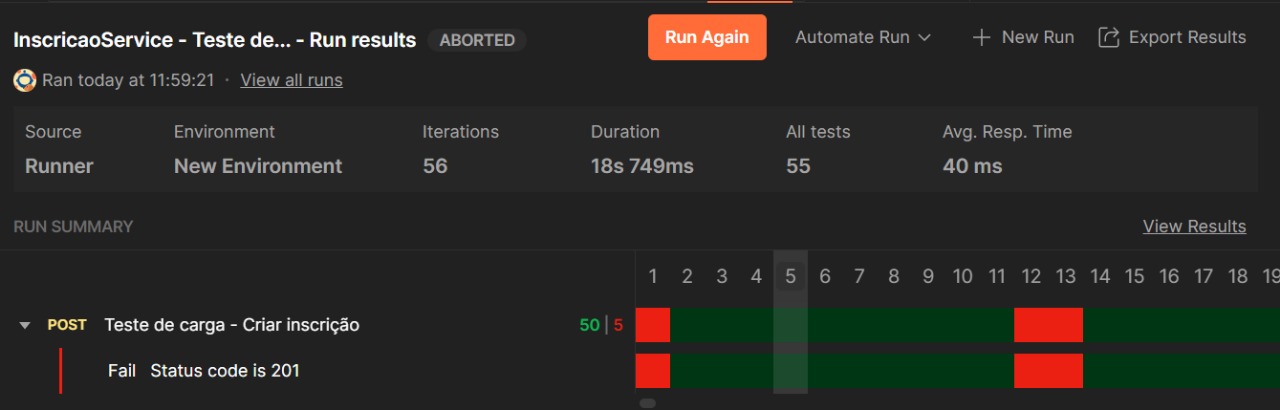 InscricaoService - Teste de... - Run results ABORTED Run Again Automate Run New Run Export Results
Ran today at 11:59:21 · View all runs
Source Environment Iterations Duration All tests Avg. Resp. Time
Runner New Environment 56 18s 749ms 55 40 ms
RUN SUMMARY View Results
1 2 3 4 5 6 7 8 9 10 11 12 13 14 15 16 17 18 19
POST Teste de carga - Criar inscrição 50 | 5
Fail Status code is 201